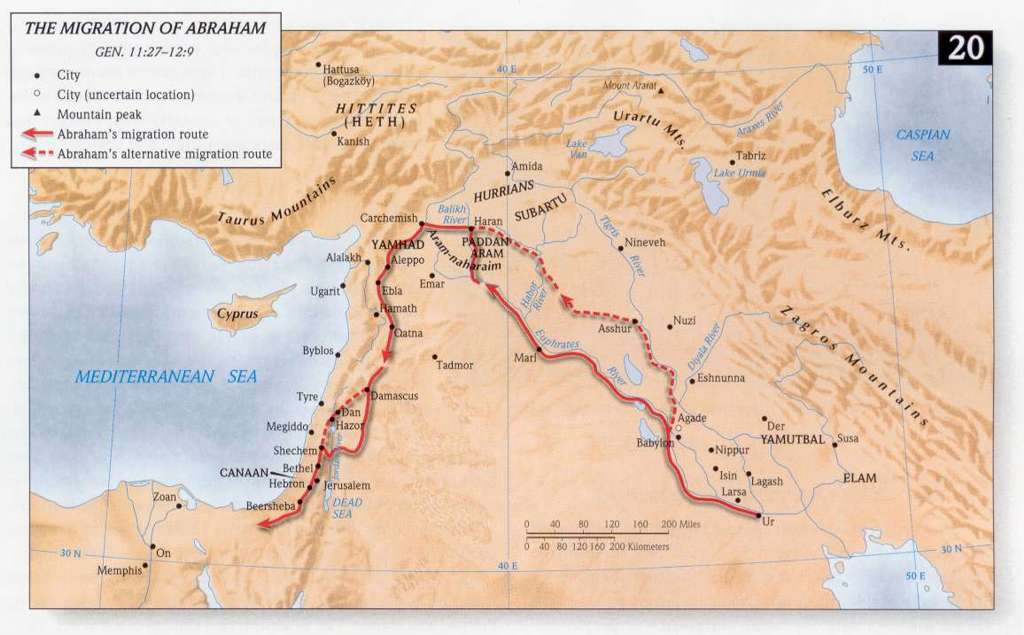 THE MIGRATION OF ABRAHAM
GEN. 11:27–12:9
City
City (uncertain location)
Mountain peak
Abraham's migration route
Abraham's alternative migration route
20
40 E
50 E
Hattusa
(Bogazköy)
HITTITES
(HETH)
Kanish
Mount Ararat
Urartu Mts.
Araxes River
CASPIAN
SEA
Lake
Van
Tabriz
Lake Urmia
Amida
HURRIANS
SUBARTU
Elburz Mts.
Taurus Mountains
Carchemish
Balikh
River
Haran
Tigris
River
Nineveh
YAMHAD
PADDAN
ARAM
Aram-naharaim
Alalakh
Aleppo
Emar
Ebla
Ugarit
Habor
River
Cyprus
Hamath
Qatna
Asshur
Nuzi
Zagros Mountains
Byblos
Euphrates
River
Mari
Diyala River
Tadmor
MEDITERRANEAN SEA
Eshnunna
Tyre
Damascus
Dan
Hazor
Megiddo
Agade
Babylon
Der
YAMUTBAL
Susa
Shechem
Nippur
Bethel
CANAAN
Hebron
Jerusalem
Isin
Lagash
ELAM
Larsa
Zoan
Beersheba
DEAD
SEA
Ur
0 40 80 120 160 200 Miles
0 40 80 120 160 200 Kilometers
30 N
On
Memphis
40 E
30 N
50 E